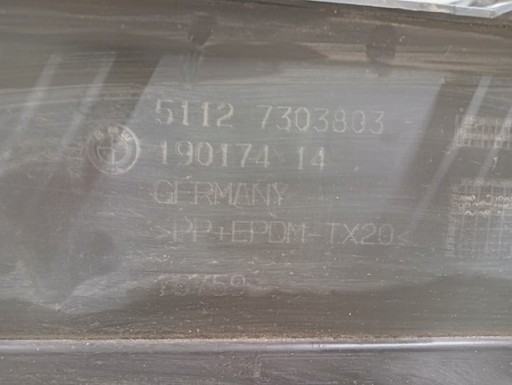 5112 7303803
190174 14
GERMANY
>PP+EPDM-TX20<